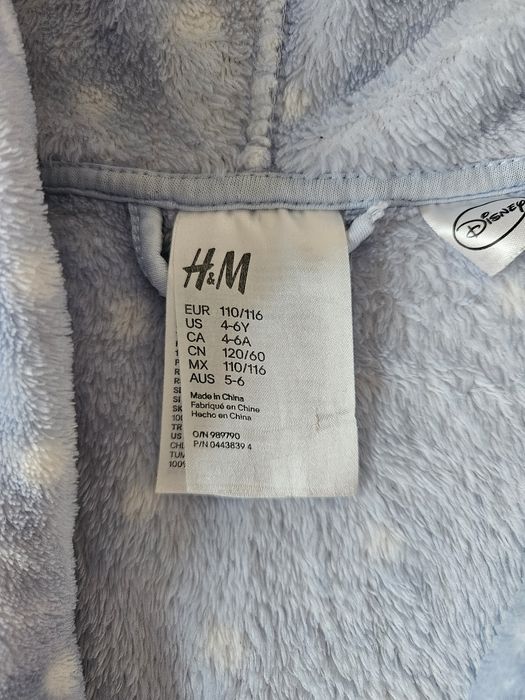 H&M
Disney
EUR 110/116
US 4-6Y
CA 4-6A
CN 120/60
MX 110/116
AUS 5-6
Made in China
Fabriqué en Chine
Hecho en China
O/N 989790
P/N 0443839 4